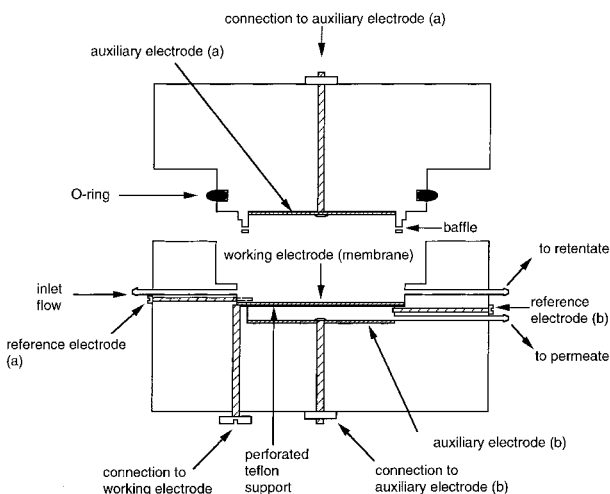 connection to auxiliary electrode (a)
auxiliary electrode (a)
O-ring
baffle
working electrode (membrane)
to retentate
inlet
flow
reference
electrode (b)
reference electrode
(a)
to permeate
auxiliary electrode (b)
connection to
working electrode
perforated
teflon
support
connection to
auxiliary electrode (b)